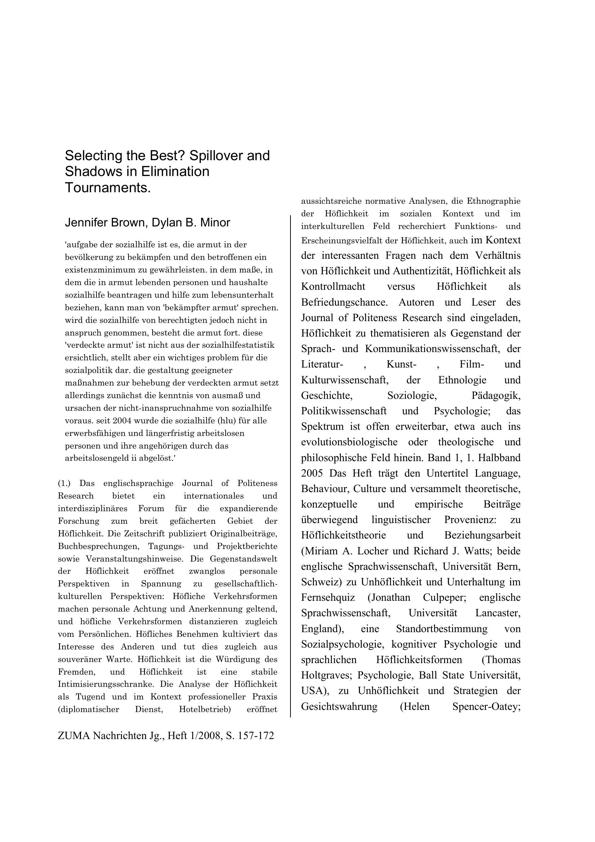 Selecting the Best? Spillover and
Shadows in Elimination
Tournaments.
Jennifer Brown, Dylan B. Minor
'aufgabe der sozialhilfe ist es, die armut in der
bevölkerung zu bekämpfen und den betroffenen ein
existenzminimum zu gewährleisten. in dem maße, in
dem die in armut lebenden personen und haushalte
sozialhilfe beantragen und hilfe zum lebensunterhalt
beziehen, kann man von 'bekämpfter armut' sprechen.
wird die sozialhilfe von berechtigten jedoch nicht in
anspruch genommen, besteht die armut fort. diese
'verdeckte armut' ist nicht aus der sozialhilfestatistik
ersichtlich, stellt aber ein wichtiges problem für die
sozialpolitik dar. die gestaltung geeigneter
maßnahmen zur behebung der verdeckten armut setzt
allerdings zunächst die kenntnis von ausmaß und
ursachen der nicht-inanspruchnahme von sozialhilfe
voraus. seit 2004 wurde die sozialhilfe (hlu) für alle
erwerbsfähigen und längerfristig arbeitslosen
personen und ihre angehörigen durch das
arbeitslosengeld ii abgelöst.'
(1.) Das englischsprachige Journal of Politeness
Research bietet ein internationales und
interdisziplinäres Forum für die expandierende
Forschung zum breit gefächerten Gebiet der
Höflichkeit. Die Zeitschrift publiziert Originalbeiträge,
Buchbesprechungen, Tagungs- und Projektberichte
sowie Veranstaltungshinweise. Die Gegenstandswelt
der Höflichkeit eröffnet zwanglos personale
Perspektiven in Spannung zu gesellschaftlich-
kulturellen Perspektiven: Höfliche Verkehrsformen
machen personale Achtung und Anerkennung geltend,
und höfliche Verkehrsformen distanzieren zugleich
vom Persönlichen. Höfliches Benehmen kultiviert das
Interesse des Anderen und tut dies zugleich aus
souveräner Warte. Höflichkeit ist die Würdigung des
Fremden, und Höflichkeit ist eine stabile
Intimisierungsschranke. Die Analyse der Höflichkeit
als Tugend und im Kontext professioneller Praxis
(diplomatischer Dienst, Hotelbetrieb) eröffnet
aussichtsreiche normative Analysen, die Ethnographie
der Höflichkeit im sozialen Kontext und im
interkulturellen Feld recherchiert Funktions- und
Erscheinungsvielfalt der Höflichkeit, auch im Kontext
der interessanten Fragen nach dem Verhältnis
von Höflichkeit und Authentizität, Höflichkeit als
Kontrollmacht versus Höflichkeit als
Befriedungschance. Autoren und Leser des
Journal of Politeness Research sind eingeladen,
Höflichkeit zu thematisieren als Gegenstand der
Sprach- und Kommunikationswissenschaft, der
Literatur- , Kunst- , Film- und
Kulturwissenschaft, der Ethnologie und
Geschichte, Soziologie, Pädagogik,
Politikwissenschaft und Psychologie; das
Spektrum ist offen erweiterbar, etwa auch ins
evolutionsbiologische oder theologische und
philosophische Feld hinein. Band 1, 1. Halbband
2005 Das Heft trägt den Untertitel Language,
Behaviour, Culture und versammelt theoretische,
konzeptuelle und empirische Beiträge
überwiegend linguistischer Provenienz: zu
Höflichkeitstheorie und Beziehungsarbeit
(Miriam A. Locher und Richard J. Watts; beide
englische Sprachwissenschaft, Universität Bern,
Schweiz) zu Unhöflichkeit und Unterhaltung im
Fernsehquiz (Jonathan Culpeper; englische
Sprachwissenschaft, Universität Lancaster,
England), eine Standortbestimmung von
Sozialpsychologie, kognitiver Psychologie und
sprachlichen Höflichkeitsformen (Thomas
Holtgraves; Psychologie, Ball State Universität,
USA), zu Unhöflichkeit und Strategien der
Gesichtswahrung (Helen Spencer-Oatey;
ZUMA Nachrichten Jg., Heft 1/2008, S. 157-172